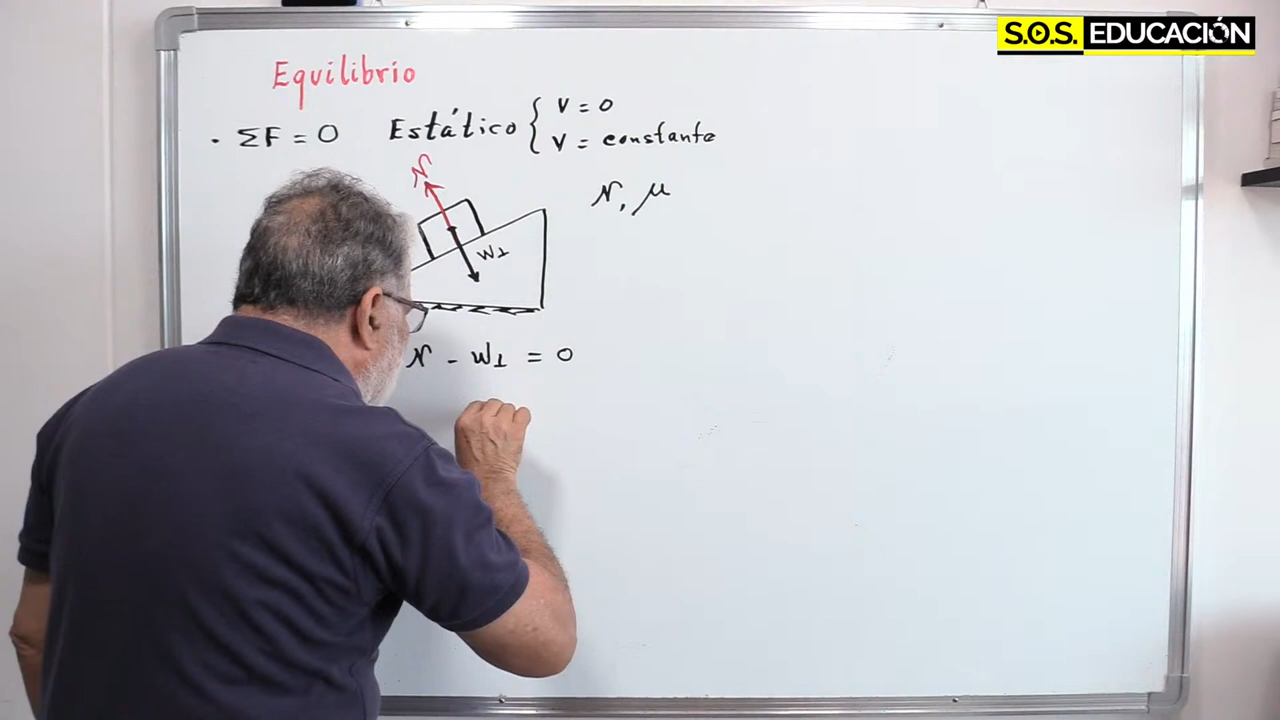 S.O.S. EDUCACIÓN
Equilibrio
• ΣF = 0 Estático { V = 0
V = constante
N
N, μ
W⊥
N - W⊥ = 0